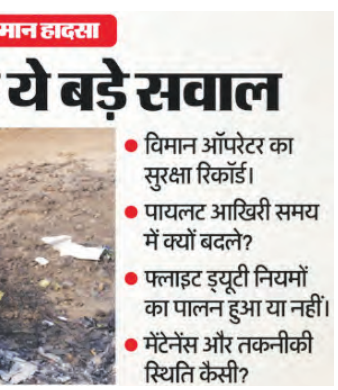 मान हादसा
ये बड़े सवाल
• विमान ऑपरेटर का
सुरक्षा रिकॉर्ड।
• पायलट आखिरी समय
में क्यों बदले?
• फ्लाइट ड्यूटी नियमों
का पालन हुआ या नहीं।
• मेंटेनेंस और तकनीकी
स्थिति कैसी?